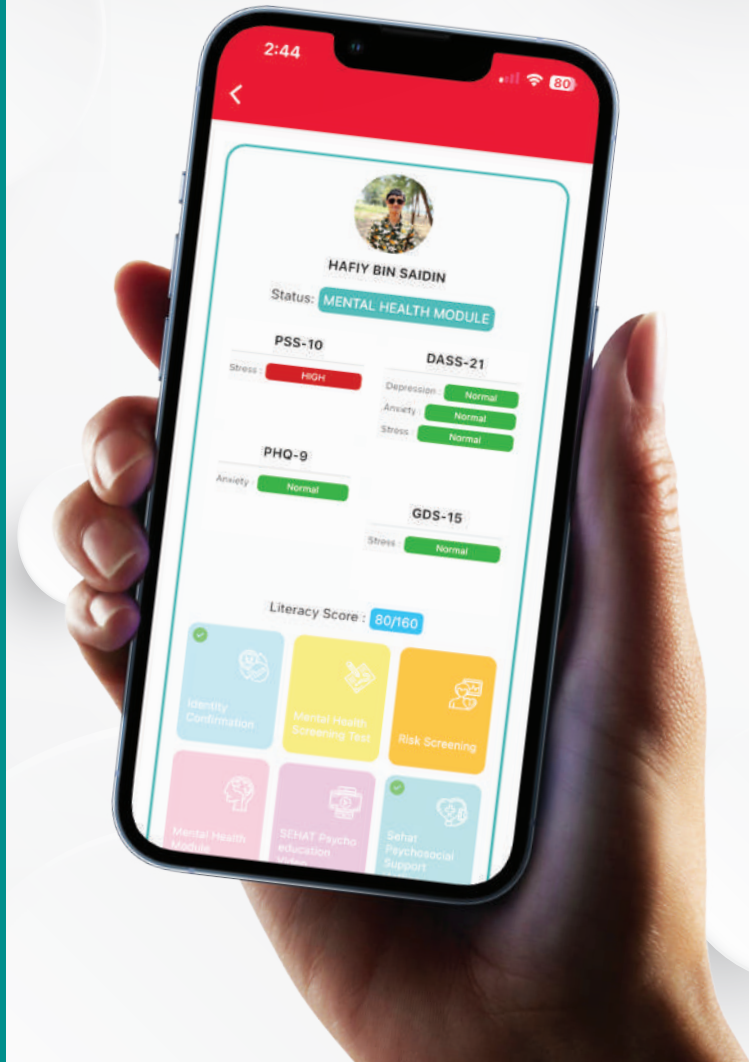 2:44
80
HAFIY BIN SAIDIN
Status: MENTAL HEALTH MODULE
PSS-10
Stress : HIGH
DASS-21
Depression : Normal
Anxiety : Normal
Stress : Normal
PHQ-9
Anxiety : Normal
GDS-15
Stress : Normal
Literacy Score : 80/160
Identity
Confirmation
Mental Health
Screening Test
Risk Screening
Mental Health
Module
SEHAT Psycho
education
Video
Sehat
Psychosocial
Support